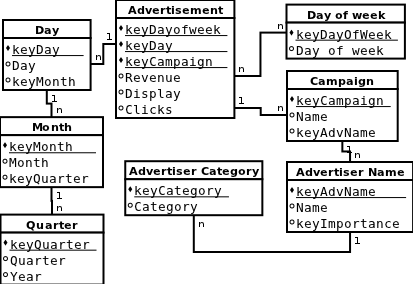 Day
keyDay
Day
keyMonth
1
n
Advertisement
keyDayofweek
keyDay
keyCampaign
Revenue
Display
Clicks
n
1
n
n
Day of week
keyDayOfWeek
Day of week
Campaign
keyCampaign
Name
keyAdvName
1
n
1
n
Month
keyMonth
Month
keyQuarter
1
n
Quarter
keyQuarter
Quarter
Year
Advertiser Category
keyCategory
Category
n
Advertiser Name
keyAdvName
Name
keyImportance
1